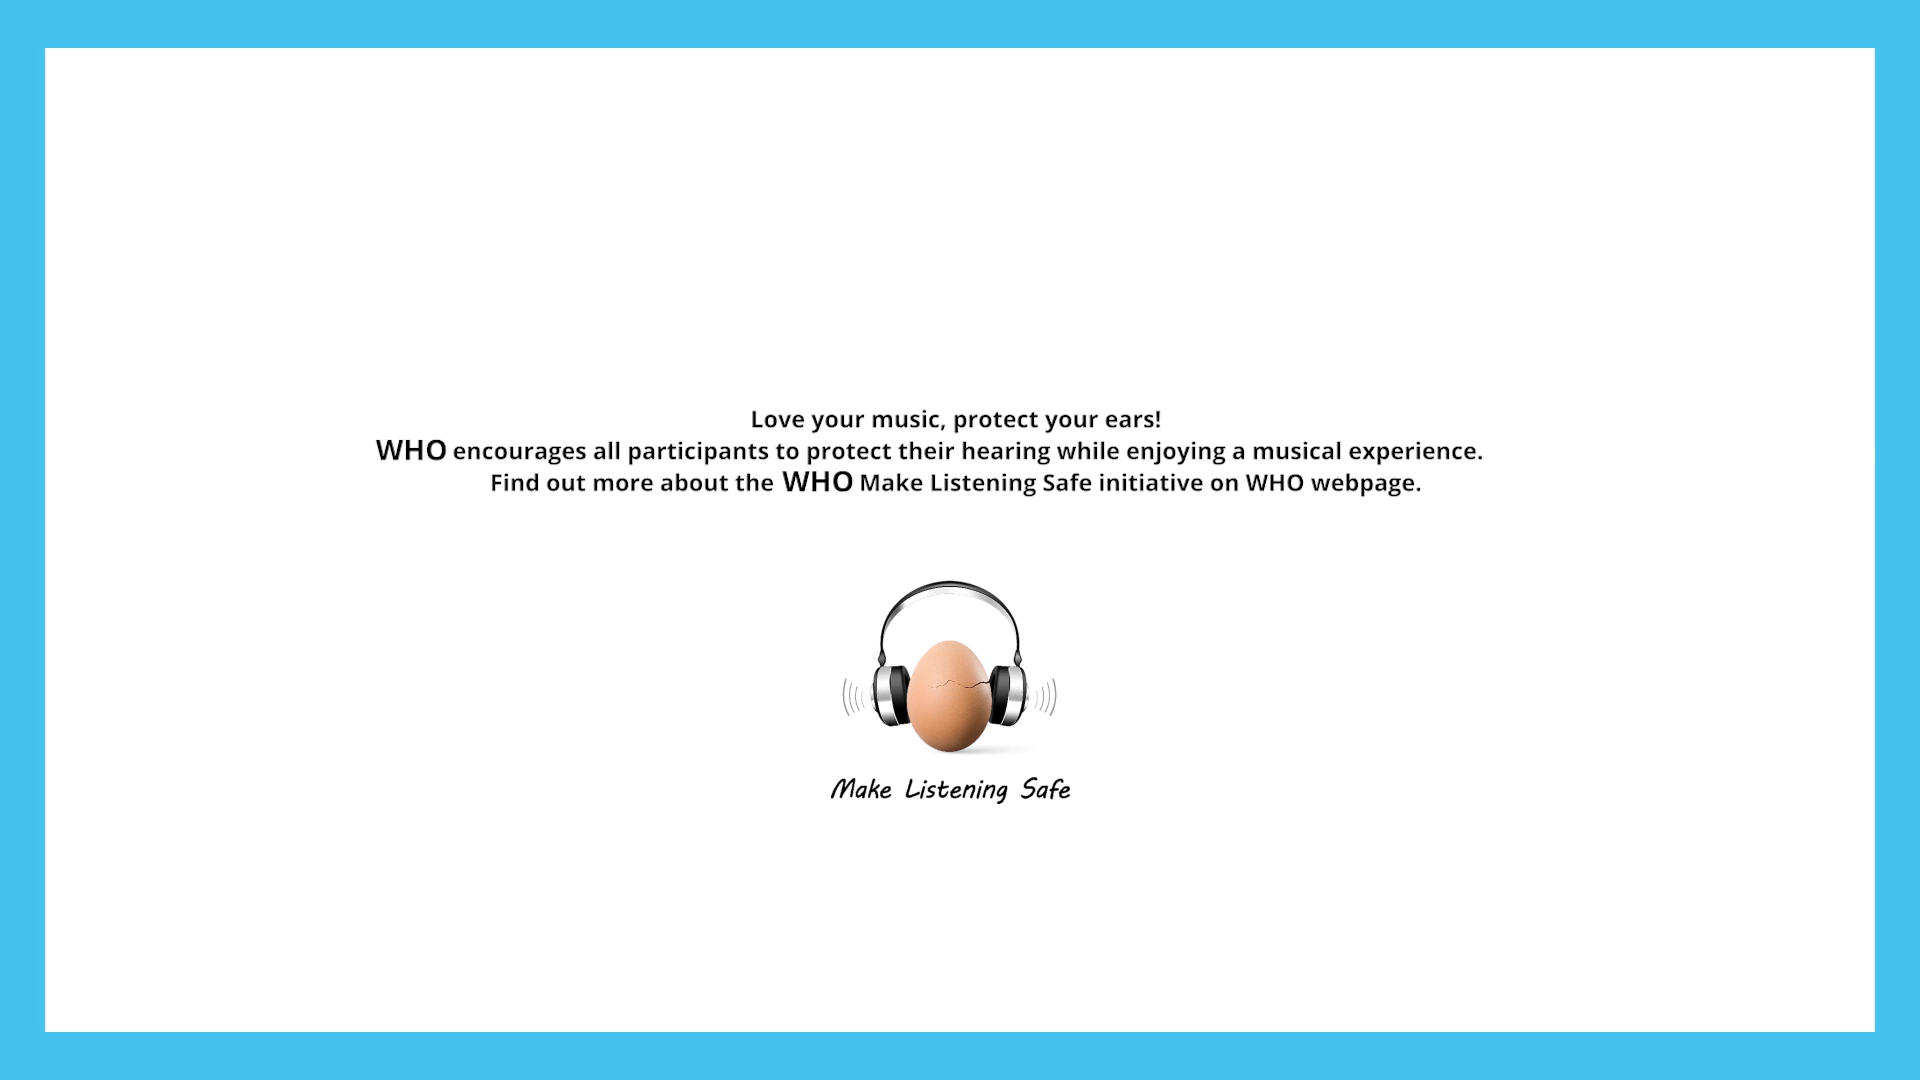 Love your music, protect your ears!
WHO encourages all participants to protect their hearing while enjoying a musical experience.
Find out more about the WHO Make Listening Safe initiative on WHO webpage.
Make Listening Safe